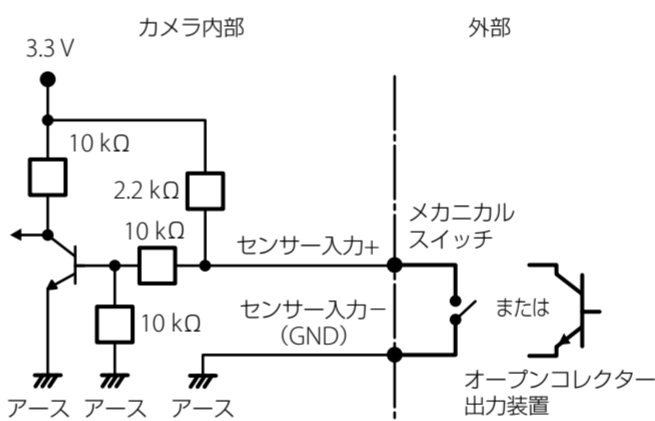 カメラ内部
外部
3.3 V
10 kΩ
2.2 kΩ
10 kΩ
センサー入力+
メカニカル
スイッチ
センサー入力−
（GND）
または
10 kΩ
アース
アース
アース
オープンコレクター
出力装置